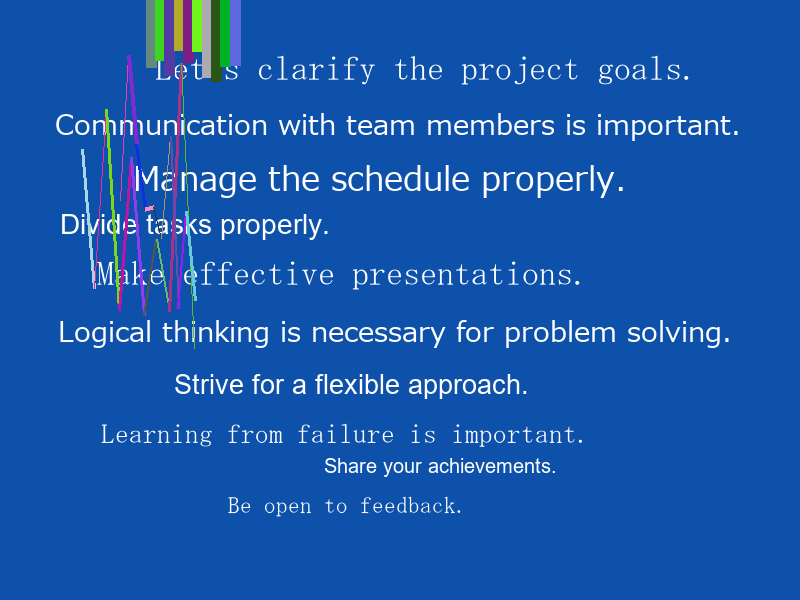 Let's clarify the project goals.
Communication with team members is important.
Manage the schedule properly.
Divide tasks properly.
Make effective presentations.
Logical thinking is necessary for problem solving.
Strive for a flexible approach.
Learning from failure is important.
Share your achievements.
Be open to feedback.